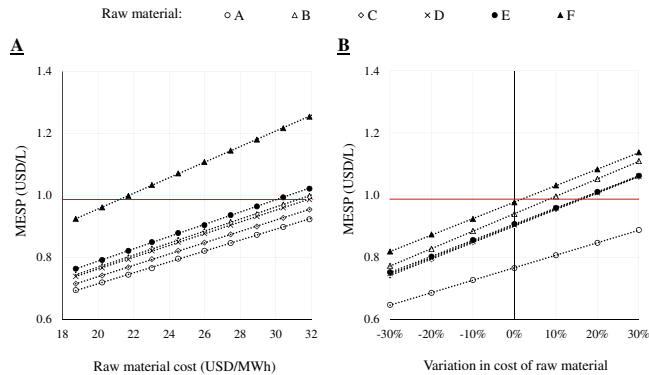 Raw material: A B C D E F
A B
1.4 1.4
1.2 1.2
1.0 1.0
0.8 0.8
0.6 0.6
MESP (USD/L) MESP (USD/L)
18 20 22 24 26 28 30 32 -30% -20% -10% 0% 10% 20% 30%
Raw material cost (USD/MWh) Variation in cost of raw material